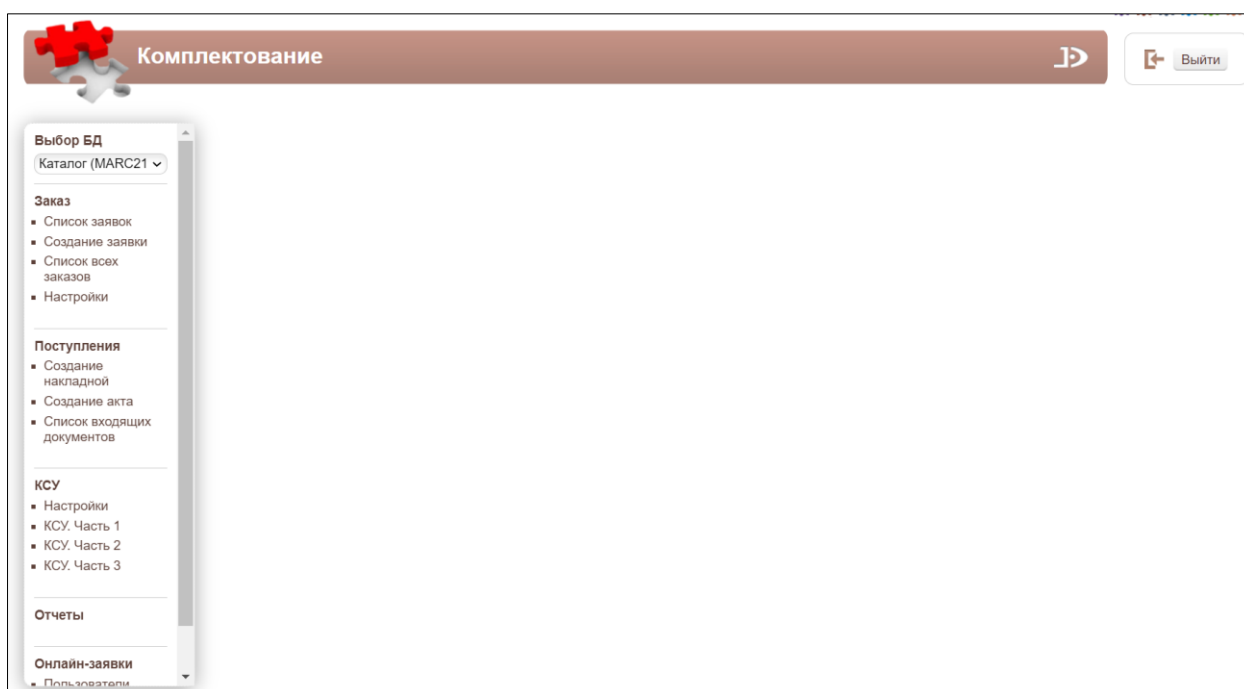 Комплектование
Выйти
Выбор БД
Каталог (MARC21
Заказ
Список заявок
Создание заявки
Список всех
заказов
Настройки
Поступления
Создание
накладной
Создание акта
Список входящих
документов
КСУ
Настройки
КСУ. Часть 1
КСУ. Часть 2
КСУ. Часть 3
Отчеты
Онлайн-заявки
Пользователи